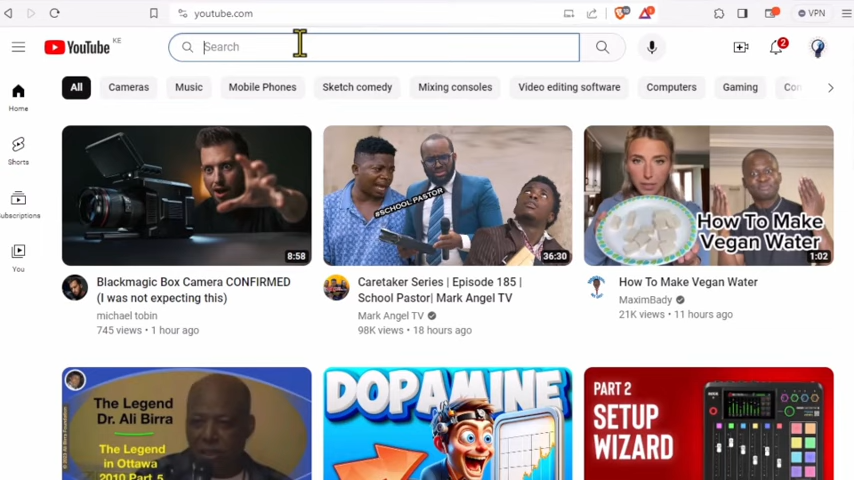 youtube.com
VPN
YouTube KE
Search
2
All
Cameras
Music
Mobile Phones
Sketch comedy
Mixing consoles
Video editing software
Computers
Gaming
Home
Shorts
Subscriptions
You
8:58
#SCHOOL PASTOR
36:30
How To Make
Vegan Water
1:02
Blackmagic Box Camera CONFIRMED
(I was not expecting this)
michael tobin
745 views • 1 hour ago
Caretaker Series | Episode 185 |
School Pastor| Mark Angel TV
Mark Angel TV
98K views • 18 hours ago
How To Make Vegan Water
MaximBady
21K views • 11 hours ago
The Legend
Dr. Ali Birra
The Legend
in Ottawa
2010 Part 5
DOPAMINE
PART 2
SETUP
WIZARD